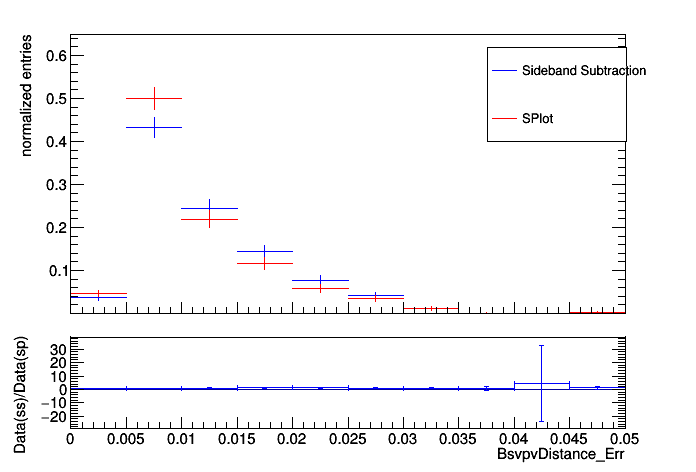 normalized entries
0.6
0.5
0.4
0.3
0.2
0.1
Sideband Subtraction
SPlot
Data(ss)/Data(sp)
30
20
10
0
−10
−20
0 0.005 0.01 0.015 0.02 0.025 0.03 0.035 0.04 0.045 0.05
BsvpvDistance_Err